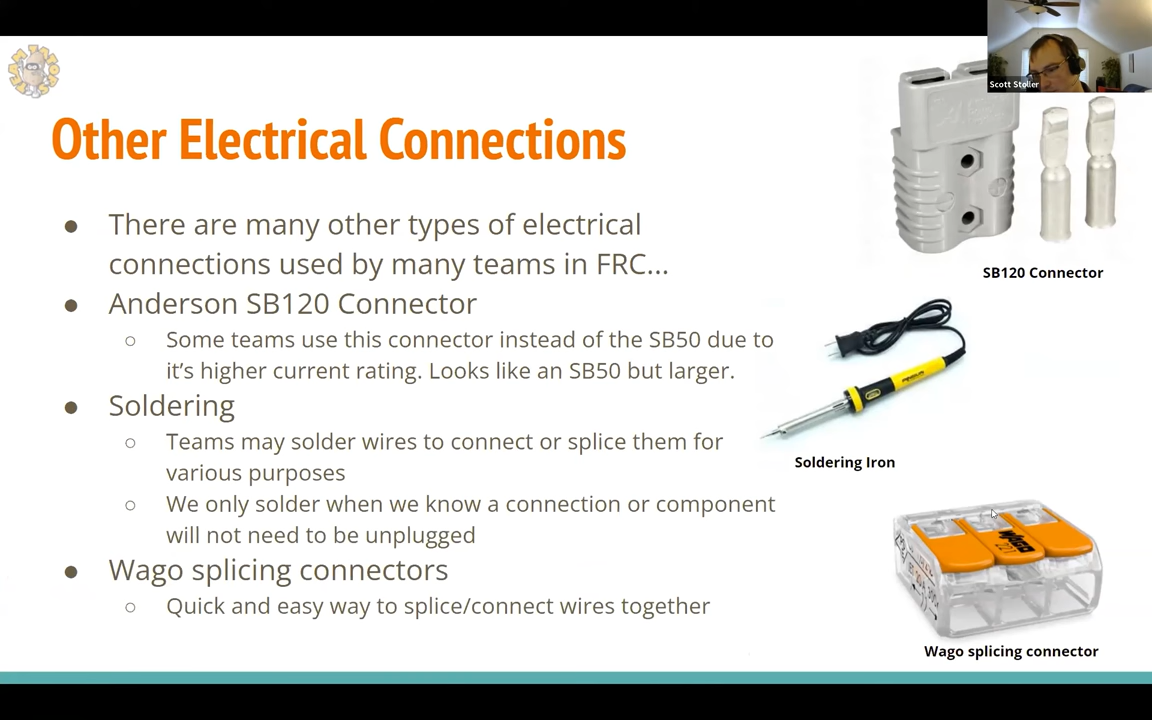 Scott Stoller
Other Electrical Connections
● There are many other types of electrical
connections used by many teams in FRC...
● Anderson SB120 Connector
○ Some teams use this connector instead of the SB50 due to
it's higher current rating. Looks like an SB50 but larger.
● Soldering
○ Teams may solder wires to connect or splice them for
various purposes
○ We only solder when we know a connection or component
will not need to be unplugged
● Wago splicing connectors
○ Quick and easy way to splice/connect wires together
SB120 Connector
Soldering Iron
WAGO
221
Wago splicing connector